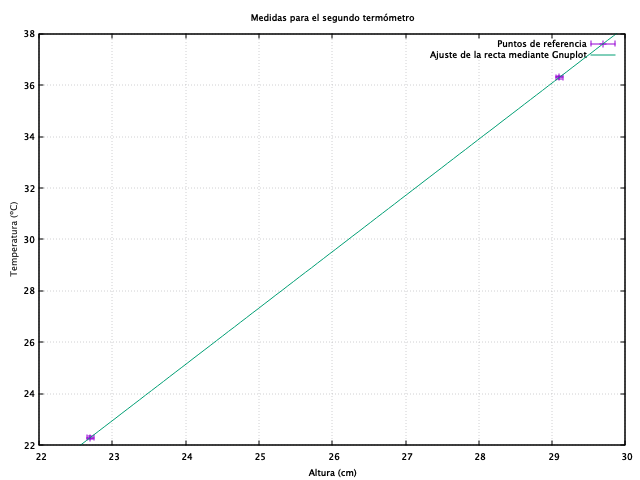 Medidas para el segundo termómetro
Puntos de referencia
Ajuste de la recta mediante Gnuplot
Temperatura (ºC)
38
36
34
32
30
28
26
24
22
22 23 24 25 26 27 28 29 30
Altura (cm)